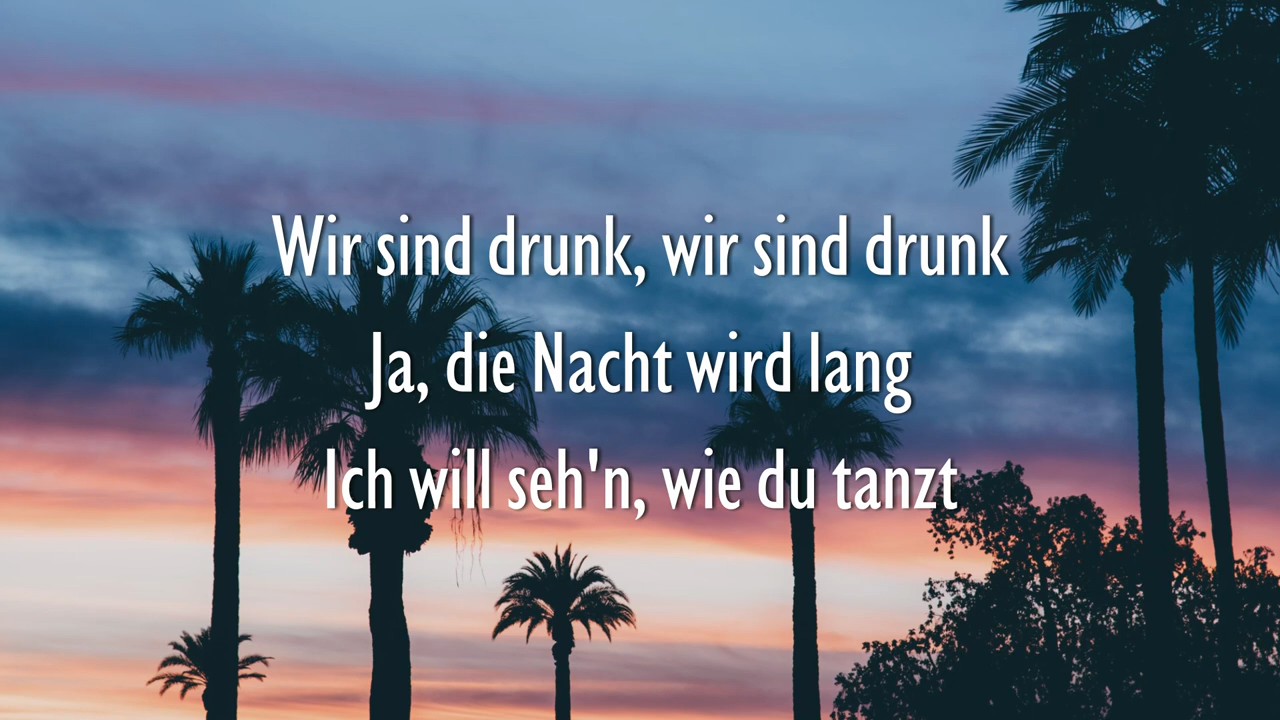 Wir sind drunk, wir sind drunk
Ja, die Nacht wird lang
Ich will seh'n, wie du tanzt